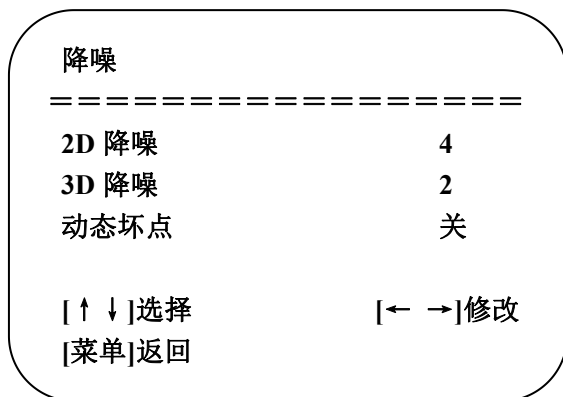 降噪
=================
2D 降噪 4
3D 降噪 2
动态坏点 关
[↑ ↓]选择 [← →]修改
[菜单]返回